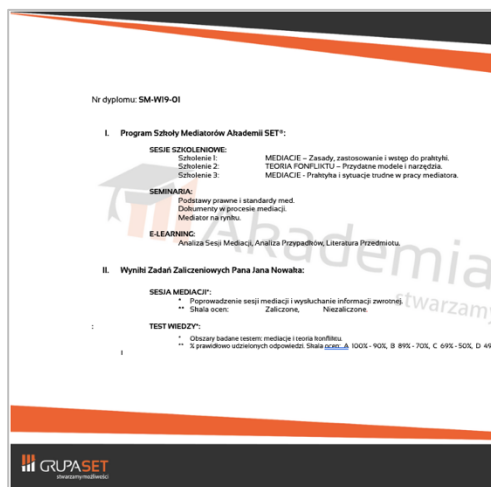 Nr dyplomu: SM-W19-01
I. Program Szkoły Mediatorów Akademii SET®:
SESJE SZKOLENIOWE:
Szkolenie 1: MEDIACJE – Zasady, zastosowanie i wstęp do praktyki.
Szkolenie 2: TEORIA FONFLIKTU – Przydatne modele i narzędzia.
Szkolenie 3: MEDIACJE - Praktyka i sytuacje trudne w pracy mediatora.
SEMINARIA:
Podstawy prawne i standardy med.
Dokumenty w procesie mediacji.
Mediator na rynku.
E-LEARNING:
Analiza Sesji Mediacji, Analiza Przypadków, Literatura Przedmiotu.
Akademia
stwarzamy
II. Wyniki Zadań Zaliczeniowych Pana Jana Nowaka:
SESJA MEDIACJI*:
* Poprowadzenie sesji mediacji i wysłuchanie informacji zwrotnej.
** Skala ocen: Zaliczone, Niezaliczone.
: TEST WIEDZY*:
* Obszary badane testem: mediacje i teoria konfliktu.
** % prawidłowo udzielonych odpowiedzi. Skala ocen: A 100% - 90%, B 89% - 70%, C 69% - 50%, D 49
GRUPASET
stwarzamy możliwości